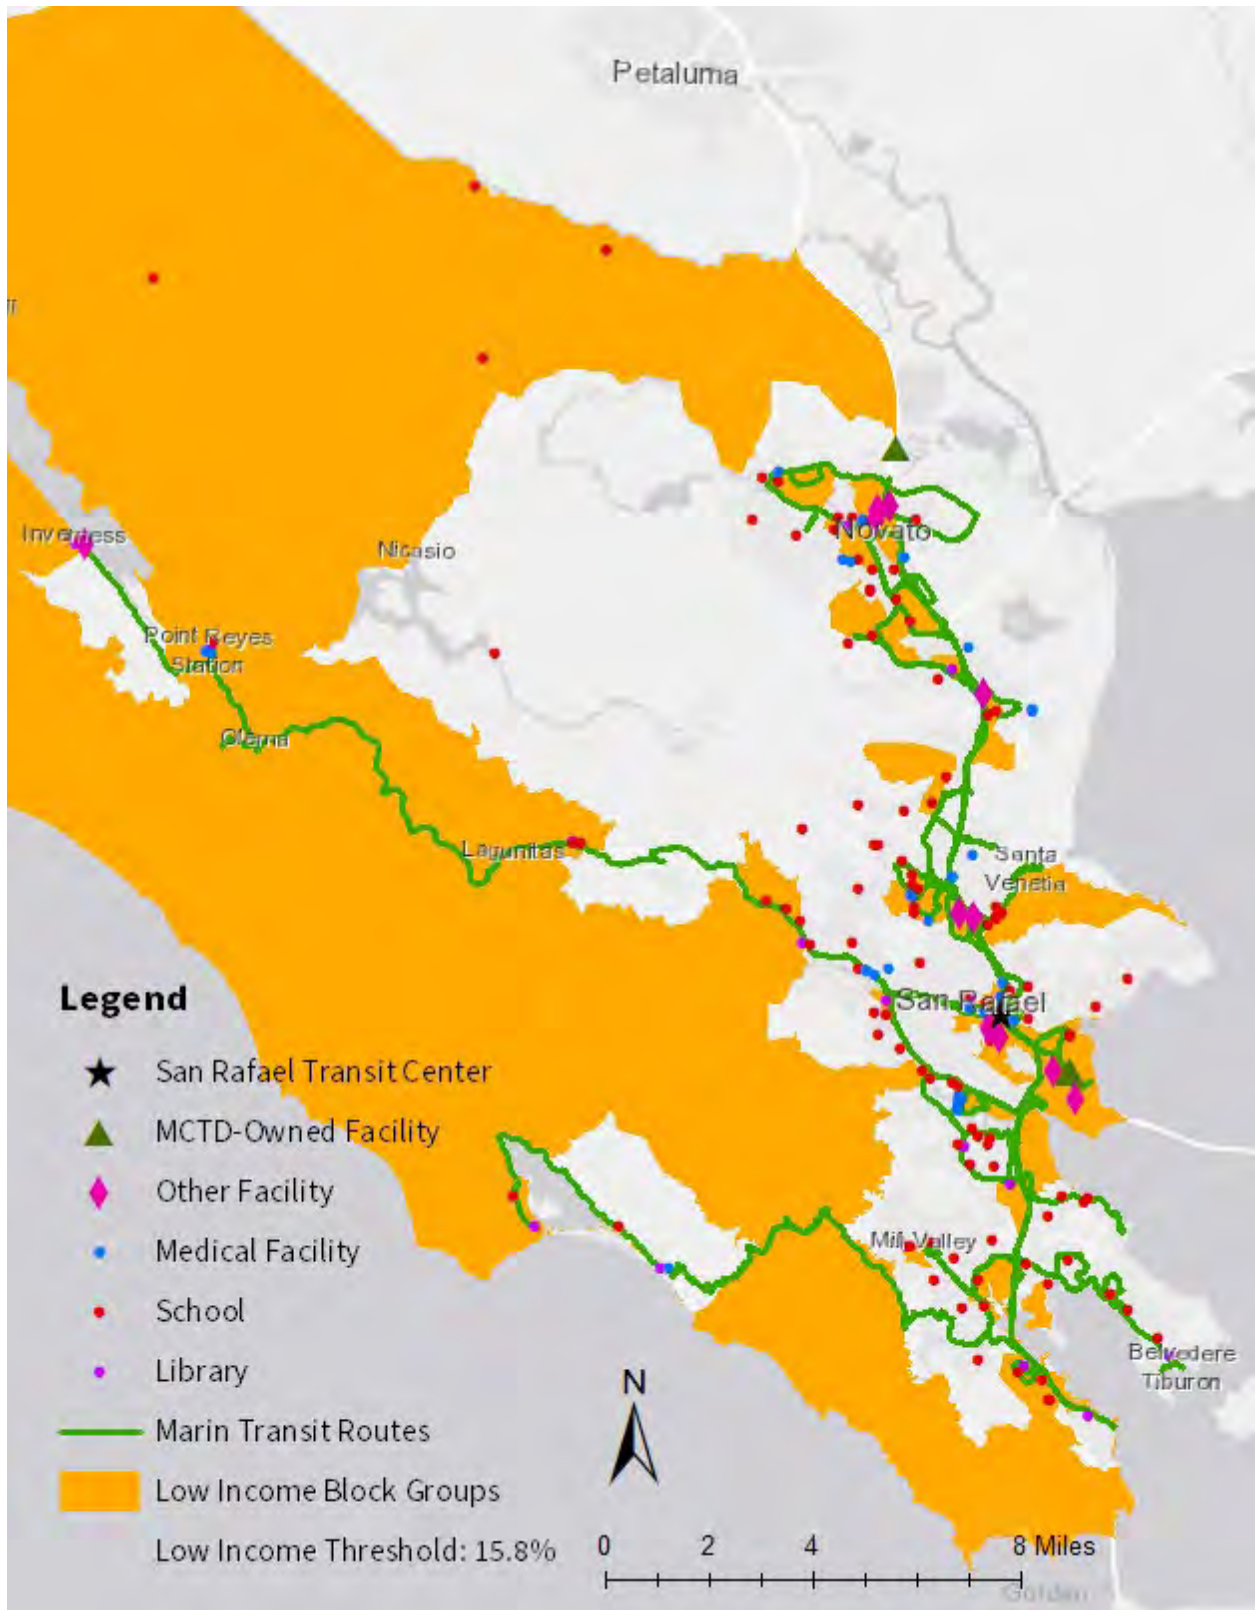 Petaluma
Inverness
Nicasio
Novato
Point Reyes
Station
Olema
Lagunitas
Santa
Venetia
San Rafael
Legend
San Rafael Transit Center
MCTD-Owned Facility
Other Facility
Medical Facility
School
Library
Marin Transit Routes
Low Income Block Groups
Low Income Threshold: 15.8%
Mill Valley
Belvedere
Tiburon
N
0 2 4 8 Miles
Golden